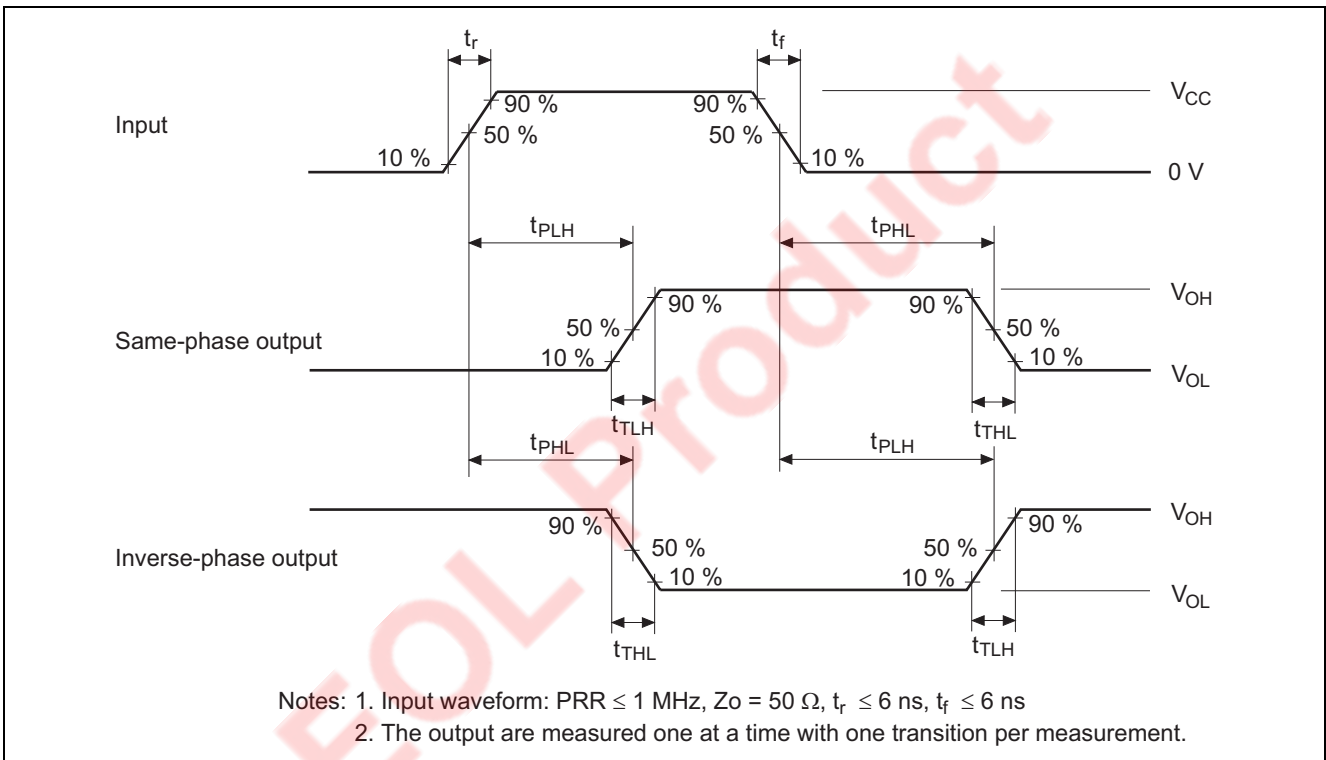 tr tf
90 % 90 % VCC
Input 50 % 50 %
10 % 10 % 0 V
tPLH tPHL
90 % 90 % VOH
50 % 50 %
Same-phase output
10 % 10 % VOL
tTLH tTHL
tPHL tPLH
90 % 90 % VOH
50 % 50 %
Inverse-phase output
10 % 10 %
VOL
tTHL tTLH
Notes: 1. Input waveform: PRR ≤ 1 MHz, Zo = 50 Ω, tr ≤ 6 ns, tf ≤ 6 ns
2. The output are measured one at a time with one transition per measurement.
EOL Product